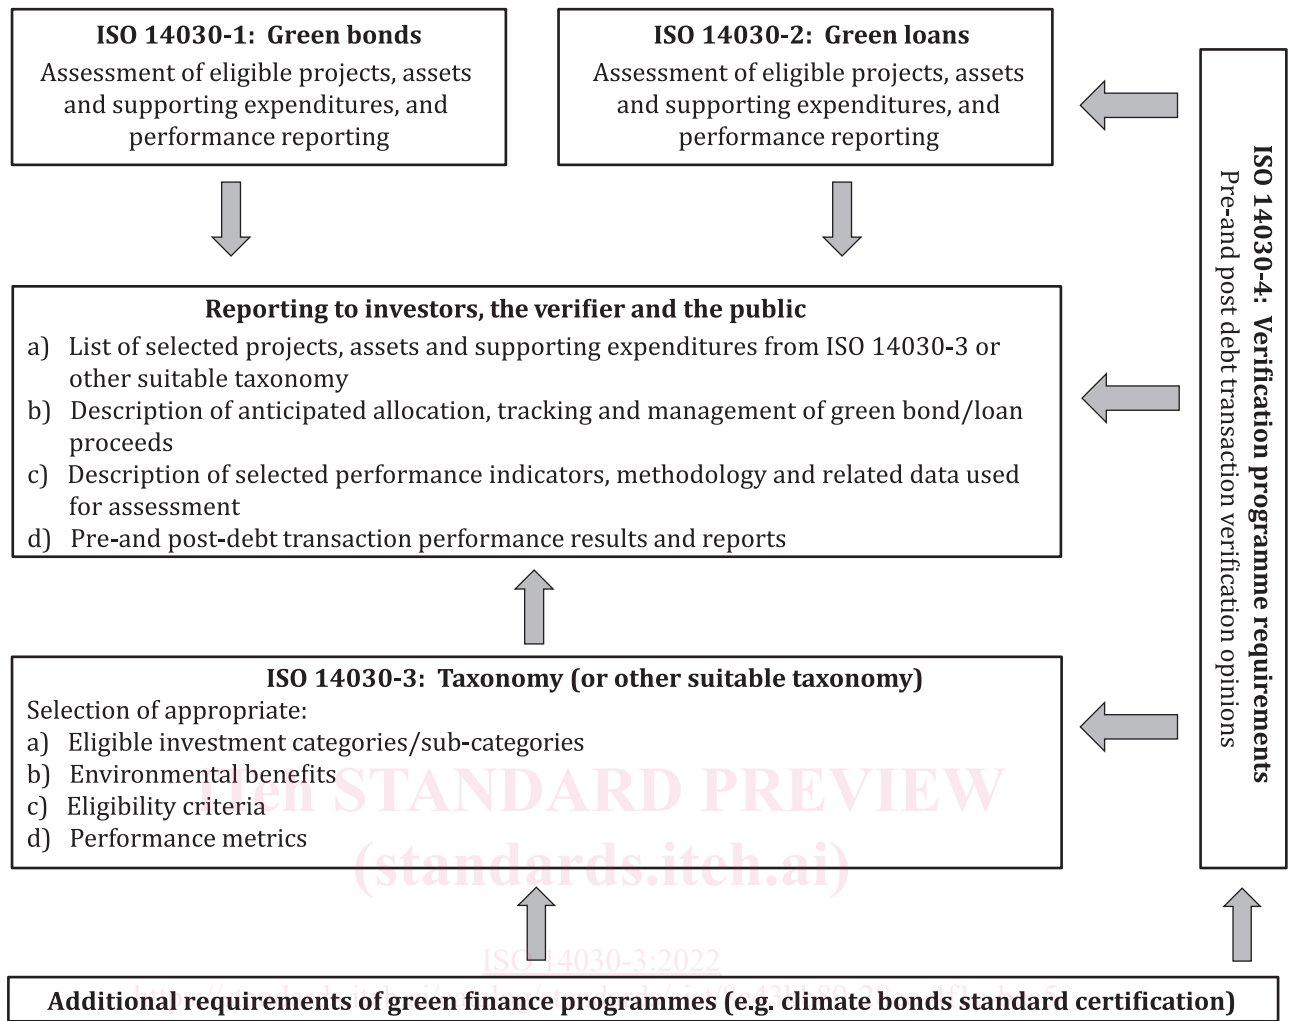 ISO 14030-1: Green bonds
Assessment of eligible projects, assets
and supporting expenditures, and
performance reporting
ISO 14030-2: Green loans
Assessment of eligible projects, assets
and supporting expenditures, and
performance reporting
ISO 14030-4: Verification programme requirements
Pre-and post debt transaction verification opinions
Reporting to investors, the verifier and the public
a) List of selected projects, assets and supporting expenditures from ISO 14030-3 or
other suitable taxonomy
b) Description of anticipated allocation, tracking and management of green bond/loan
proceeds
c) Description of selected performance indicators, methodology and related data used
for assessment
d) Pre-and post-debt transaction performance results and reports
ISO 14030-3: Taxonomy (or other suitable taxonomy)
Selection of appropriate:
a) Eligible investment categories/sub-categories
b) Environmental benefits
c) Eligibility criteria
d) Performance metrics
iTeh STANDARD PREVIEW
(standards.iteh.ai)
ISO 14030-3:2022
Additional requirements of green finance programmes (e.g. climate bonds standard certification)